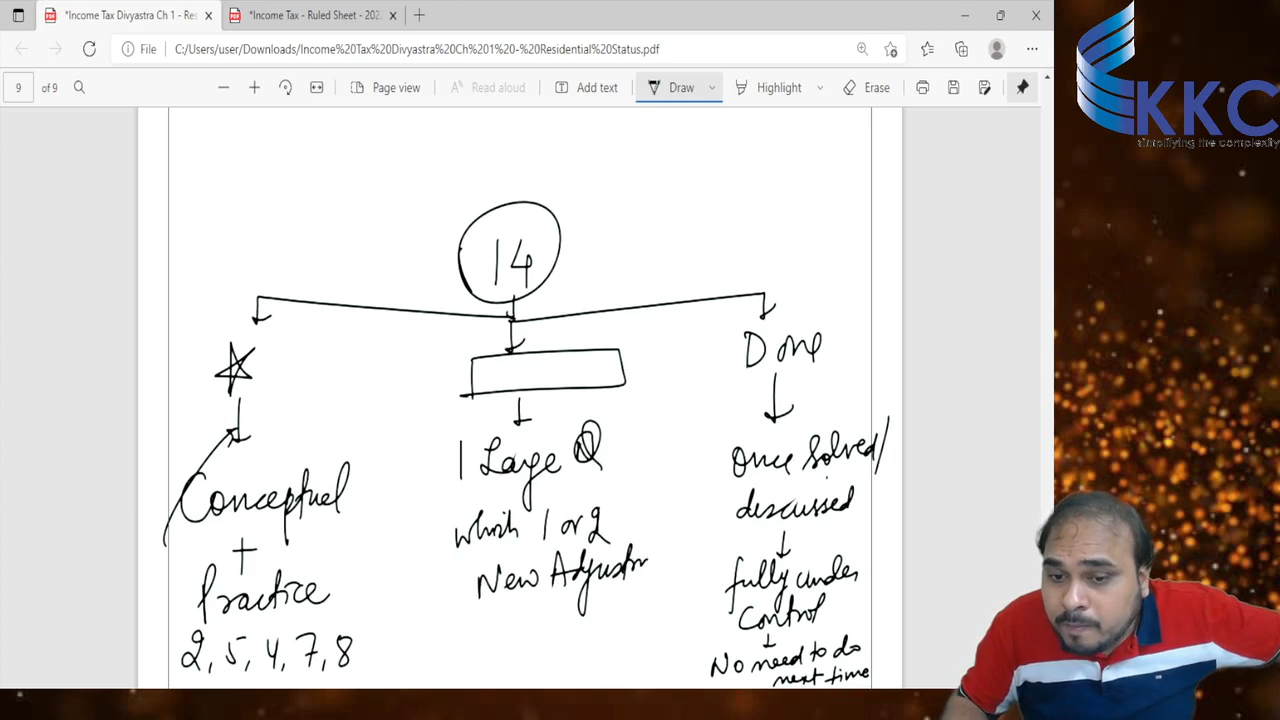 *Income Tax Divyastra Ch 1 - Res
*Income Tax - Ruled Sheet - 202
File
C:/Users/user/Downloads/Income%20Tax%20Divyastra%20Ch%201%20-%20Residential%20Status.pdf
9 of 9
Page view
Read aloud
Add text
Draw
Highlight
Erase
KKC
simplifying the complexity
14
Done
1 Large Q
which 1 or 2
New Adjustm
Conceptual
+
Practice
2, 5, 4, 7, 8
Once Solved/
discussed
fully under
Control
No need to do
next time